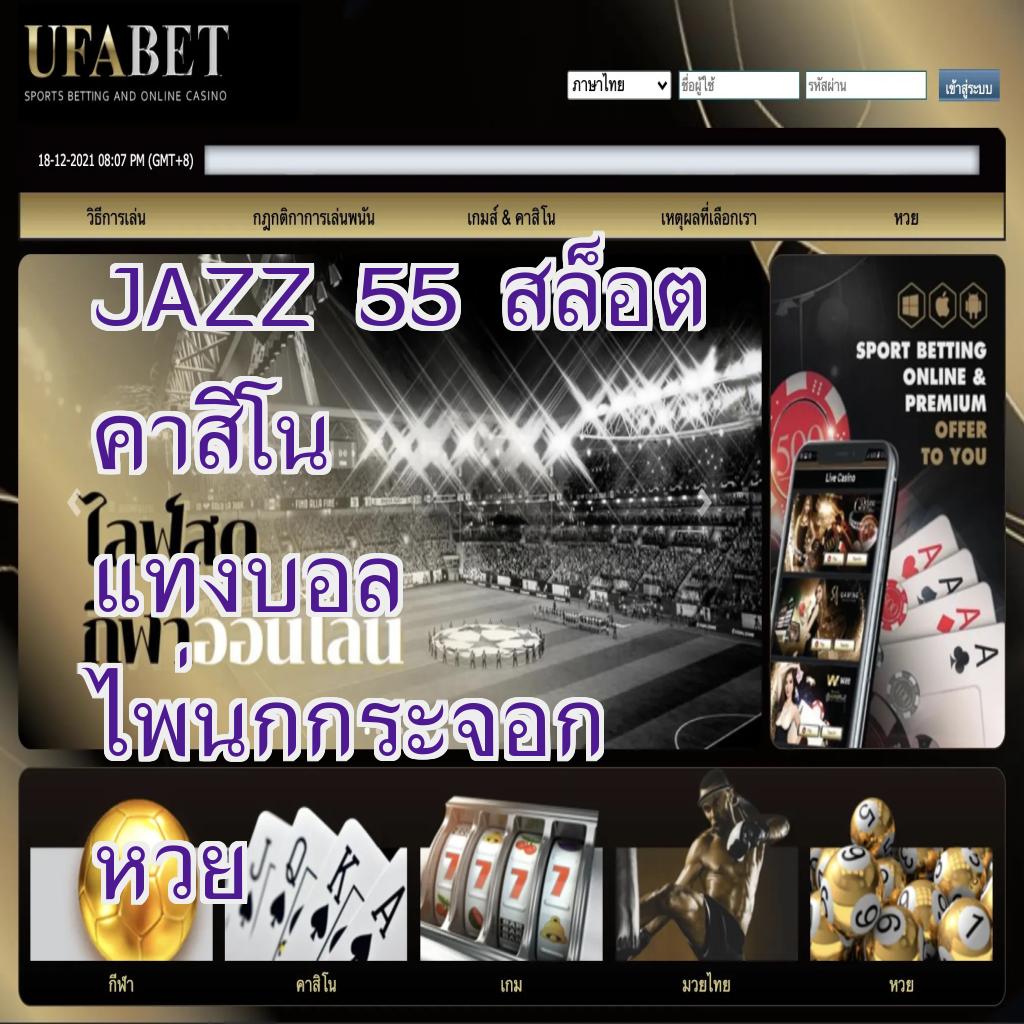 UFABET
SPORTS BETTING AND ONLINE CASINO
ภาษาไทย ชื่อผู้ใช้ รหัสผ่าน เข้าสู่ระบบ
18-12-2021 08:07 PM (GMT+8)
วิธีการเล่น กฎกติกาการเล่นพนัน เกมส์ & คาสิโน เหตุผลที่เลือกเรา หวย
JAZZ 55 สล็อต
คาสิโน
แทงบอล
ไพ่นกกระจอก
หวย
ไลฟ์สด
กีฬาออนไลน์
SPORT BETTING
ONLINE &
PREMIUM
OFFER
TO YOU
Live Casino
500
A
A
A
A
J Q K A
7 7 7 7
กีฬา คาสิโน เกม มวยไทย หวย